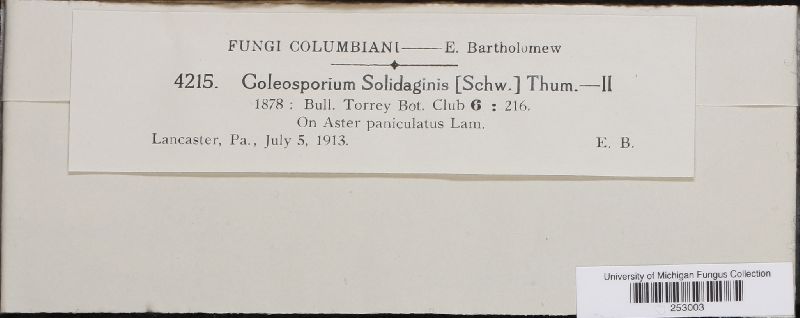 FUNGI COLUMBIANI—E. Bartholomew
4215. Coleosporium Solidaginis [Schw.] Thum.—II
1878 : Bull. Torrey Bot. Club 6 : 216.
On Aster paniculatus Lam.
Lancaster, Pa., July 5, 1913. E. B.
University of Michigan Fungus Collection
253003